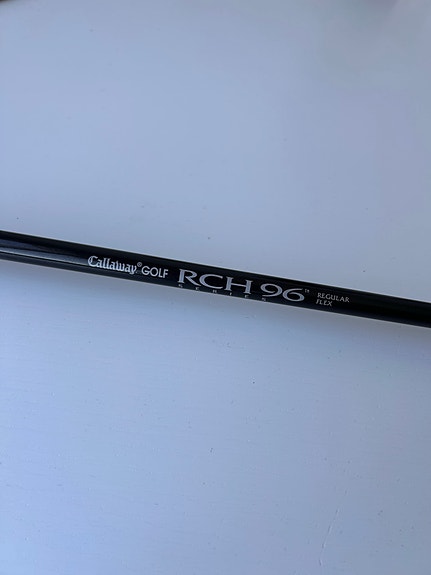 Callaway® GOLF RCH 96™ REGULAR
SERIES FLEX